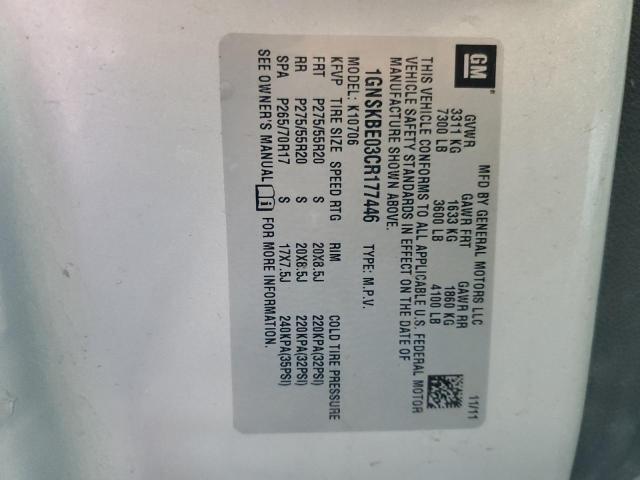 GM
MFD BY GENERAL MOTORS LLC
GVWR GAWR FRT GAWR RR
3311 KG 1633 KG 1860 KG
7300 LB 3600 LB 4100 LB
11/11
THIS VEHICLE CONFORMS TO ALL APPLICABLE U.S. FEDERAL MOTOR
VEHICLE SAFETY STANDARDS IN EFFECT ON THE DATE OF
MANUFACTURE SHOWN ABOVE.
1GNSKBE03CR177446 TYPE: M.P.V.
MODEL: K10706
KFVP TIRE SIZE SPEED RTG RIM COLD TIRE PRESSURE
FRT P275/55R20 S 20X8.5J 220KPA(32PSI)
RR P275/55R20 S 20X8.5J 220KPA(32PSI)
SPA P265/70R17 S 17X7.5J 240KPA(35PSI)
SEE OWNER'S MANUAL i FOR MORE INFORMATION.